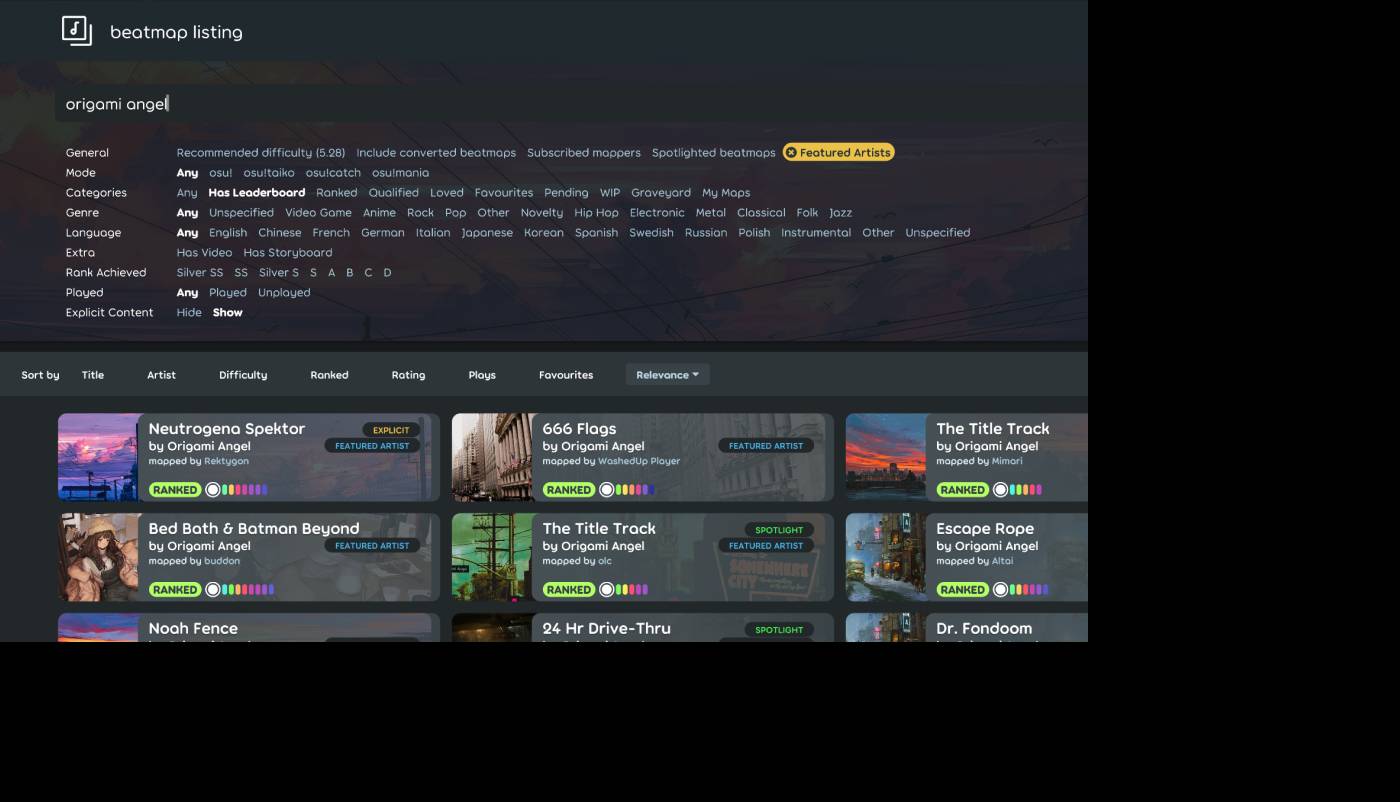 beatmap listing
origami angel
General Recommended difficulty (5.28) Include converted beatmaps Subscribed mappers Spotlighted beatmaps Featured Artists
Mode Any osu! osu!taiko osu!catch osu!mania
Categories Any Has Leaderboard Ranked Qualified Loved Favourites Pending WIP Graveyard My Maps
Genre Any Unspecified Video Game Anime Rock Pop Other Novelty Hip Hop Electronic Metal Classical Folk Jazz
Language Any English Chinese French German Italian Japanese Korean Spanish Swedish Russian Polish Instrumental Other Unspecified
Extra Has Video Has Storyboard
Rank Achieved Silver SS SS Silver S S A B C D
Played Any Played Unplayed
Explicit Content Hide Show
Sort by Title Artist Difficulty Ranked Rating Plays Favourites Relevance
Neutrogena Spektor EXPLICIT
by Origami Angel FEATURED ARTIST
mapped by Rektygon
RANKED
666 Flags
by Origami Angel FEATURED ARTIST
mapped by WashedUp Player
RANKED
The Title Track
by Origami Angel
mapped by Mimari
RANKED
Bed Bath & Batman Beyond
by Origami Angel FEATURED ARTIST
mapped by buddon
RANKED
The Title Track SPOTLIGHT
by Origami Angel FEATURED ARTIST
mapped by olc
RANKED
SOMEWHERE
CITY
Escape Rope
by Origami Angel
mapped by Altai
RANKED
Noah Fence
24 Hr Drive-Thru SPOTLIGHT
Dr. Fondoom